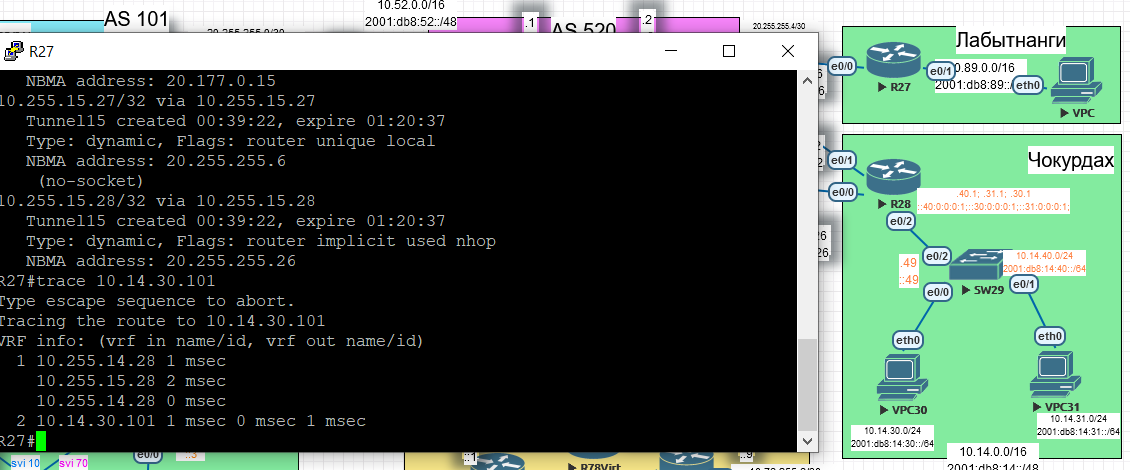 AS 101
10.52.0.0/16
2001:db8:52::/48
.1
AS 520
.2
20.255.255.4/30
R27
NBMA address: 20.177.0.15
10.255.15.27/32 via 10.255.15.27
Tunnel15 created 00:39:22, expire 01:20:37
Type: dynamic, Flags: router unique local
NBMA address: 20.255.255.6
(no-socket)
10.255.15.28/32 via 10.255.15.28
Tunnel15 created 00:39:22, expire 01:20:37
Type: dynamic, Flags: router implicit used nhop
NBMA address: 20.255.255.26
R27#trace 10.14.30.101
Type escape sequence to abort.
Tracing the route to 10.14.30.101
VRF info: (vrf in name/id, vrf out name/id)
1 10.255.14.28 1 msec
10.255.15.28 2 msec
10.255.14.28 0 msec
2 10.14.30.101 1 msec 0 msec 1 msec
R27#
Лабытнанги
e0/0
R27
e0/1
0.89.0.0/16
2001:db8:89:
eth0
VPC
Чокурдах
e0/1
e0/0
R28
.40.1; .31.1; .30.1
::40:0:0:0:1;::30:0:0:0:1;::31:0:0:0:1;
e0/2
e0/2
.49
::49
SW29
10.14.40.0/24
2001:db8:14:40::/64
e0/0
e0/1
eth0
eth0
VPC30
VPC31
10.14.30.0/24
2001:db8:14:30::/64
10.14.31.0/24
2001:db8:14:31::/64
10.14.0.0/16
2001:db8:14::/48
svi 10
svi 70
e0/0
::3
::1
R78Virt
::9